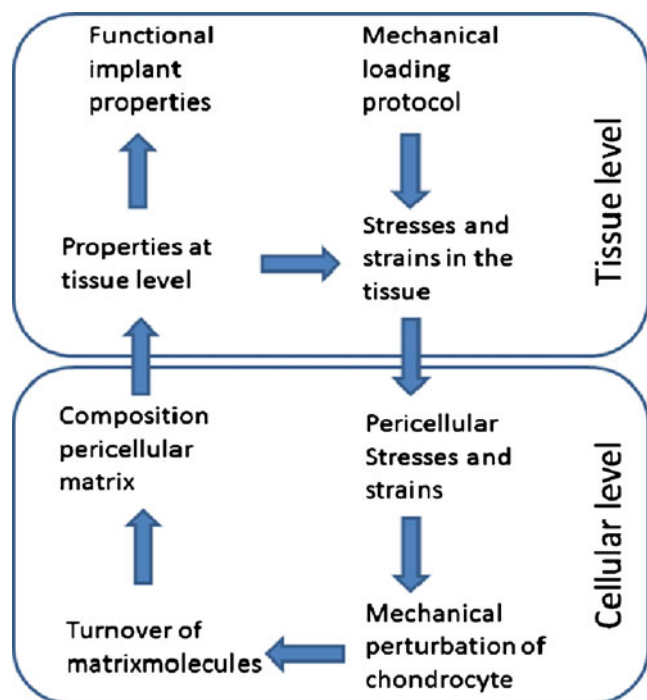 Functional
implant
properties
Mechanical
loading
protocol
Properties at
tissue level
Stresses and
strains in the
tissue
Tissue level
Composition
pericellular
matrix
Pericellular
Stresses and
strains
Turnover of
matrixmolecules
Mechanical
perturbation of
chondrocyte
Cellular level